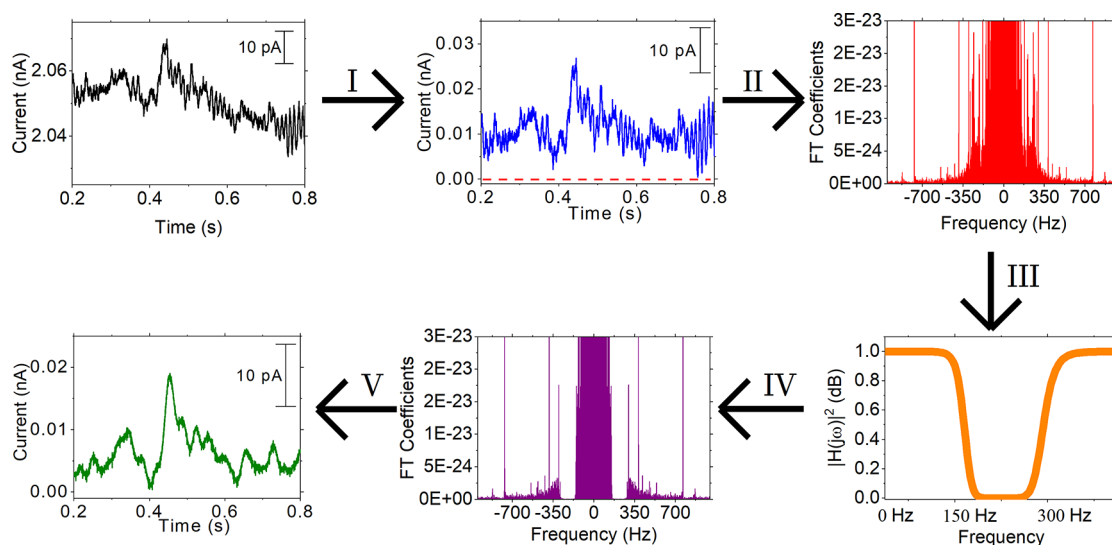 10 pA
2.06
2.04
Current (nA)
0.2 0.4 0.6 0.8
Time (s)
I
0.03
0.02
0.01
0.00
Current (nA)
10 pA
0.2 0.4 0.6 0.8
Time (s)
II
3E-23
2E-23
2E-23
1E-23
5E-24
0E+00
FT Coefficients
-700 -350 0 350 700
Frequency (Hz)
III
-0.02
0.01
0.00
Current (nA)
10 pA
0.2 0.4 0.6 0.8
Time (s)
V
3E-23
2E-23
2E-23
1E-23
5E-24
0E+00
FT Coefficients
-700 -350 0 350 700
Frequency (Hz)
IV
1.0
0.8
0.6
0.4
0.2
0.0
|H(jω)|² (dB)
0 Hz 150 Hz 300 Hz
Frequency